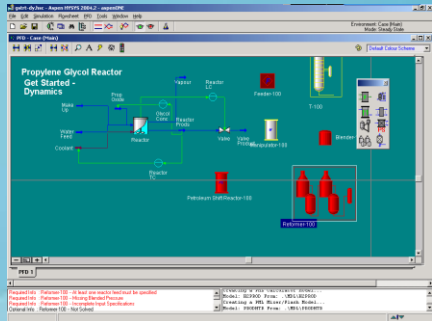 gstrt-dy.hsc - Aspen HYSYS 2004.2 - aspenONE
File Edit Simulation Flowsheet PFD Tools Window Help
Environment: Case (Main)
Mode: Steady State
PFD - Case (Main)
Default Colour Scheme
Propylene Glycol Reactor
Get Started -
Dynamics
Vapour
Reactor
LC
Prop
Oxide
Glycol
Conc
Make
Up
Water
Feed
Coolant
Reactor
Reactor
Prods
Valve
Valve
Product
Reactor
TC
Feeder-100
T-100
Manipulator-100
Blender-
Petroleum Shift Reactor-100
Reformer-100
PFD 1
Required Info : Reformer-100 -- At least one reactor feed must be specified
Required Info : Reformer-100 -- Missing Blended Pressure
Required Info : Reformer-100 -- Incomplete Input Specifications
Optional Info : Reformer-100 -- Not Solved